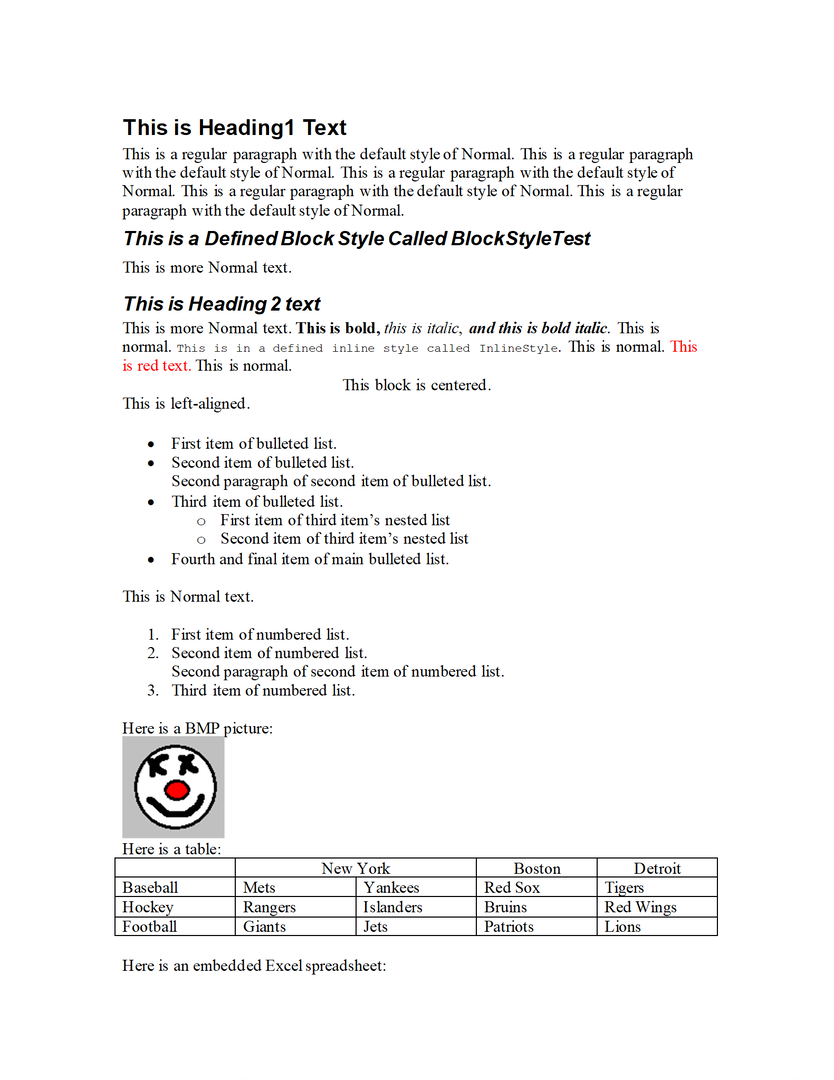 This is Heading1 Text
This is a regular paragraph with the default style of Normal. This is a regular paragraph
with the default style of Normal. This is a regular paragraph with the default style of
Normal. This is a regular paragraph with the default style of Normal. This is a regular
paragraph with the default style of Normal.
This is a Defined Block Style Called BlockStyleTest
This is more Normal text.
This is Heading 2 text
This is more Normal text. This is bold, this is italic, and this is bold italic. This is
normal. This is in a defined inline style called InlineStyle. This is normal. This
is red text. This is normal.
This block is centered.
This is left-aligned.
• First item of bulleted list.
• Second item of bulleted list.
Second paragraph of second item of bulleted list.
• Third item of bulleted list.
o First item of third item’s nested list
o Second item of third item’s nested list
• Fourth and final item of main bulleted list.
This is Normal text.
1. First item of numbered list.
2. Second item of numbered list.
Second paragraph of second item of numbered list.
3. Third item of numbered list.
Here is a BMP picture:
Here is a table:
New York Boston Detroit
Baseball Mets Yankees Red Sox Tigers
Hockey Rangers Islanders Bruins Red Wings
Football Giants Jets Patriots Lions
Here is an embedded Excel spreadsheet: